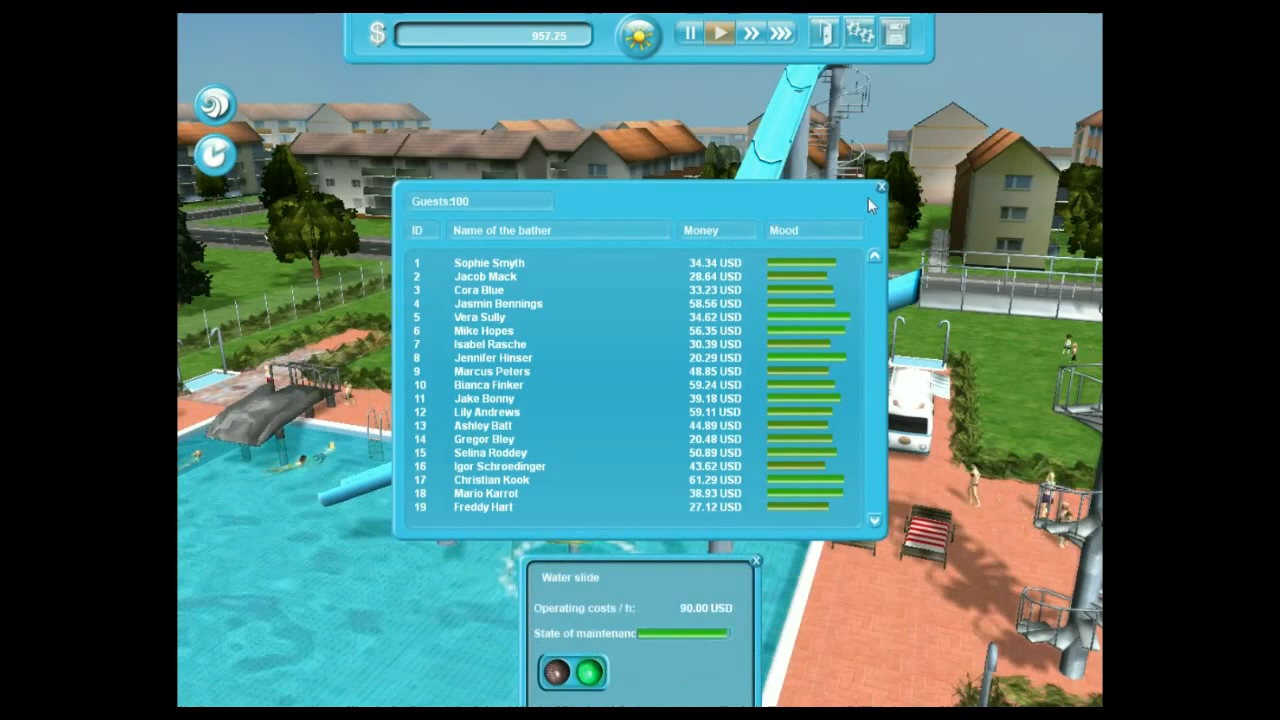 $ 957.25
Guests:100
ID Name of the bather Money Mood
1 Sophie Smyth 34.34 USD
2 Jacob Mack 28.64 USD
3 Cora Blue 33.23 USD
4 Jasmin Bennings 58.56 USD
5 Vera Sully 34.62 USD
6 Mike Hopes 56.35 USD
7 Isabel Rasche 30.39 USD
8 Jennifer Hinser 20.29 USD
9 Marcus Peters 48.85 USD
10 Bianca Finker 59.24 USD
11 Jake Bonny 39.18 USD
12 Lily Andrews 59.11 USD
13 Ashley Batt 44.89 USD
14 Gregor Bley 20.48 USD
15 Selina Roddey 50.89 USD
16 Igor Schroedinger 43.62 USD
17 Christian Kook 61.29 USD
18 Mario Karrot 38.93 USD
19 Freddy Hart 27.12 USD
Water slide
Operating costs / h: 90.00 USD
State of maintenanc